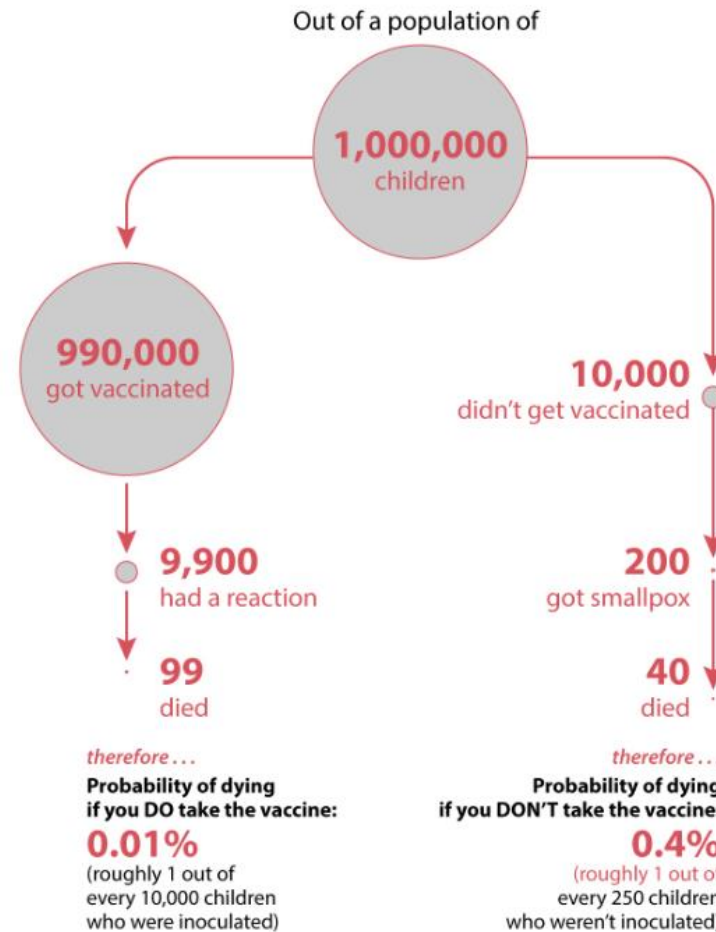 Out of a population of
1,000,000
children
990,000
got vaccinated
10,000
didn't get vaccinated
9,900
had a reaction
200
got smallpox
99
died
40
died
therefore . . .
Probability of dying
if you DO take the vaccine:
0.01%
(roughly 1 out of
every 10,000 children
who were inoculated)
therefore . .
Probability of dying
if you DON'T take the vaccine
0.4%
(roughly 1 out of
every 250 children
who weren't inoculated